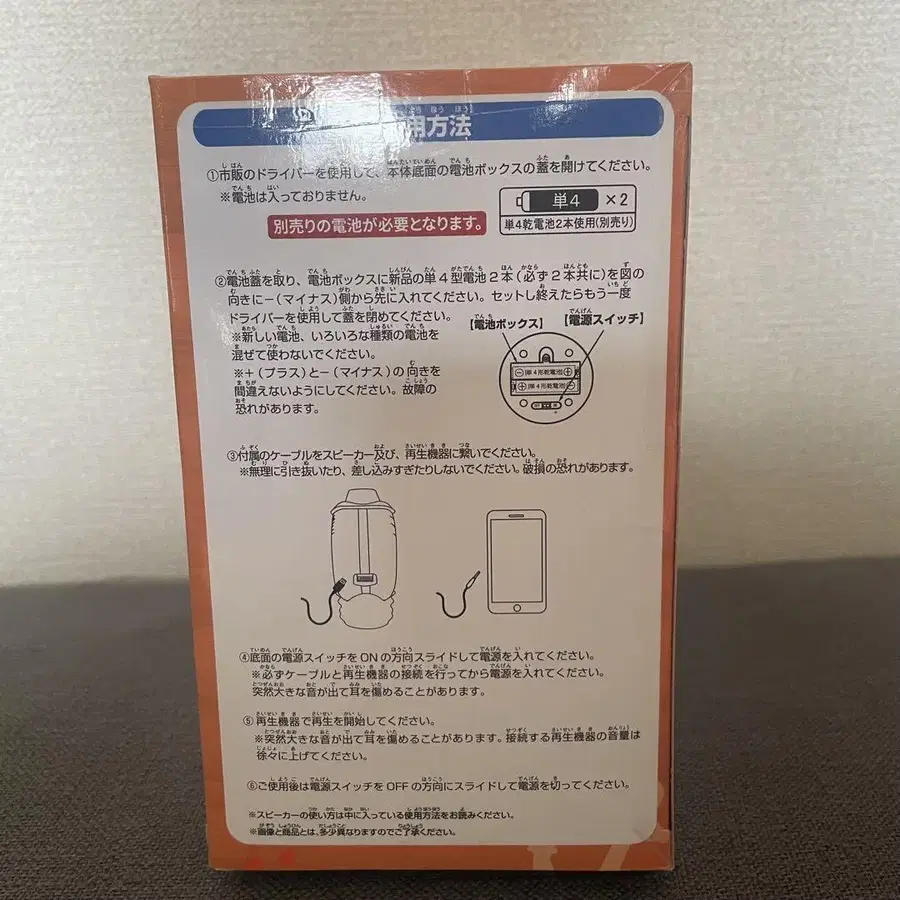 用方法
①市販のドライバーを使用して、本体底面の電池ボックスの蓋を開けてください。
※電池は入っておりません。
単4 ×2
別売りの電池が必要となります。
単4乾電池2本使用(別売り)
②電池蓋を取り、電池ボックスに新品の単4型電池2本(必ず2本共に)を図の
向きに−(マイナス)側から先に入れてください。セットし終えたらもう一度
ドライバーを使用して蓋を閉めてください。
※新しい電池、いろいろな種類の電池を
混ぜて使わないでください。
※+(プラス)と−(マイナス)の向きを
間違えないようにしてください。故障の
恐れがあります。
【電池ボックス】
【電源スイッチ】
⊖(単4形乾電池)⊕
⊕(単4形乾電池)⊖
③付属のケーブルをスピーカー及び、再生機器に繋いでください。
※無理に引き抜いたり、差し込みすぎたりしないでください。破損の恐れがあります。
④底面の電源スイッチをONの方向スライドして電源を入れてください。
※必ずケーブルと再生機器の接続を行ってから電源を入れてください。
突然大きな音が出て耳を傷めることがあります。
⑤再生機器で再生を開始してください。
※突然大きな音が出て耳を傷めることがあります。接続する再生機器の音量は
徐々に上げてください。
⑥ご使用後は電源スイッチをOFFの方向にスライドして電源を切ってください。
※スピーカーの使い方は中に入っている使用方法をお読みください。
※画像と商品とは、多少異なりますのでご了承ください。